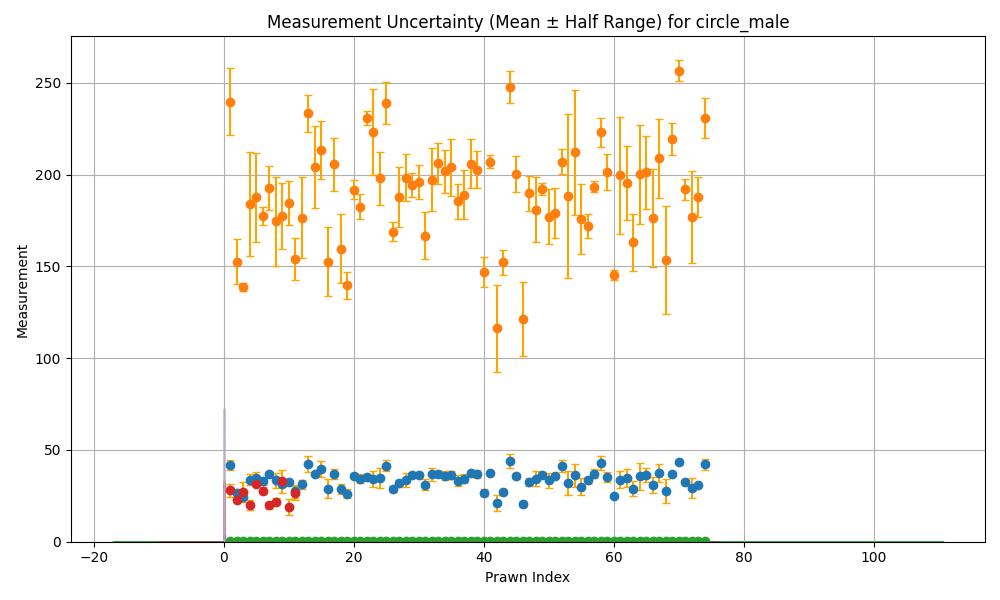 Measurement Uncertainty (Mean ± Half Range) for circle_male
250
200
150
100
50
0
Measurement
−20 0 20 40 60 80 100
Prawn Index